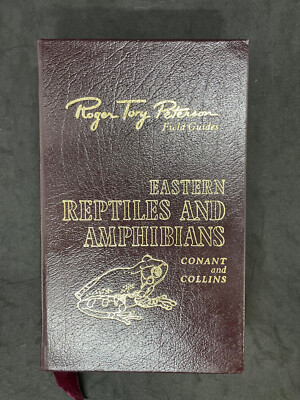 Roger Tory Peterson
Field Guides
EASTERN
REPTILES AND
AMPHIBIANS
CONANT
and
COLLINS